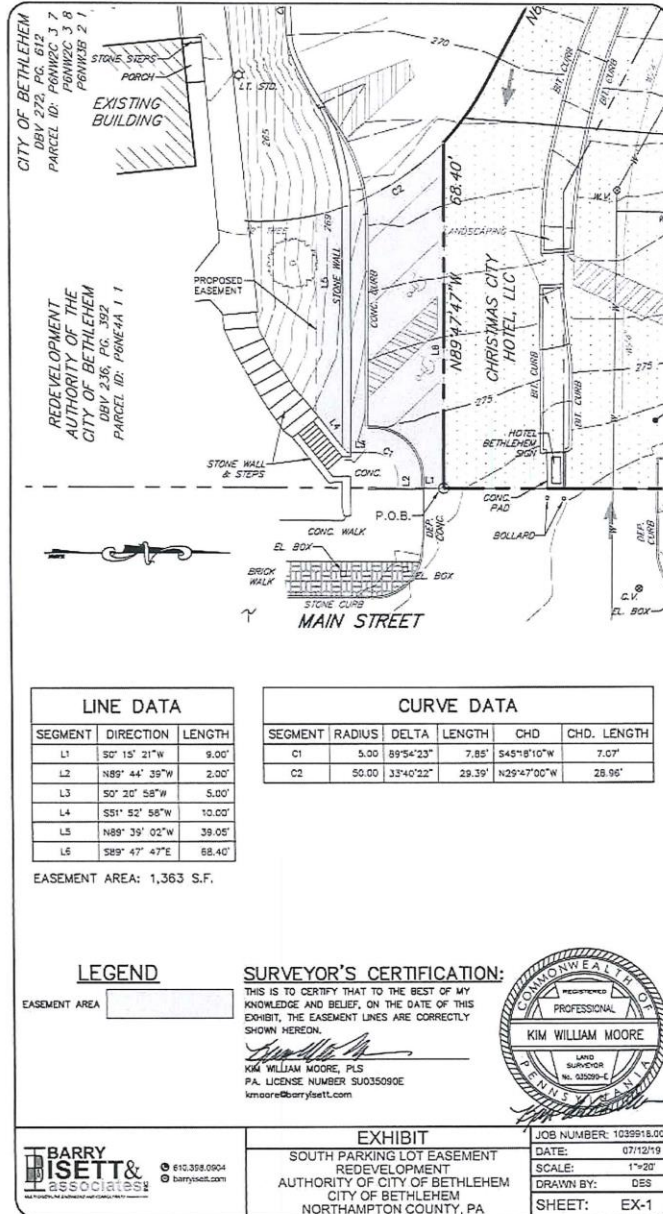 CITY OF BETHLEHEM
DBV 272, PG. 612
PARCEL ID: P6NW2C 3 7
P6NW2C 3 8
P6NW3B 2 1
STONE STEPS
PORCH
EXISTING
BUILDING
LT. STD.
265
269
270
BIT. CURB
BIT. CURB
W.V.
W
C2
68.40'
N89°47'47"W
L6
TREE
PROPOSED
EASEMENT
L5
STONE WALL
CONC. CURB
LANDSCAPING
CHRISTMAS CITY
HOTEL, LLC
BIT. CURB
BIT. CURB
275
275
REDEVELOPMENT
AUTHORITY OF THE
CITY OF BETHLEHEM
DBV 236, PG. 392
PARCEL ID: P6NE4A 1 1
L4
L3
C1
STONE WALL
& STEPS
CONC.
L2
L1
HOTEL
BETHLEHEM
SIGN
CONC.
PAD
P.O.B.
DEP.
CONC.
BOLLARD
DEP.
CURB
CONC. WALK
EL. BOX
BRICK
WALK
EL. BOX
STONE CURB
G.V.
EL. BOX
MAIN STREET
LINE DATA
SEGMENT DIRECTION LENGTH
L1 S0° 15' 21"W 9.00'
L2 N89° 44' 39"W 2.00'
L3 S0° 20' 58"W 5.00'
L4 S51° 52' 58"W 10.00'
L5 N89° 39' 02"W 39.05'
L6 S89° 47' 47"E 68.40'
EASEMENT AREA: 1,363 S.F.
CURVE DATA
SEGMENT RADIUS DELTA LENGTH CHD CHD. LENGTH
C1 5.00 89°54'23" 7.85' S45°18'10"W 7.07'
C2 50.00 33°40'22" 29.39' N29°47'00"W 28.96'
LEGEND
EASEMENT AREA
SURVEYOR'S CERTIFICATION:
THIS IS TO CERTIFY THAT TO THE BEST OF MY
KNOWLEDGE AND BELIEF, ON THE DATE OF THIS
EXHIBIT, THE EASEMENT LINES ARE CORRECTLY
SHOWN HEREON.
KIM WILLIAM MOORE, PLS
PA. LICENSE NUMBER SU035090E
kmoore@barryisett.com
COMMONWEALTH OF
REGISTERED
PROFESSIONAL
KIM WILLIAM MOORE
LAND
SURVEYOR
No. 035090-E
PENNSYLVANIA
BARRY
ISETT&
associates
610.398.0904
barryisett.com
EXHIBIT
SOUTH PARKING LOT EASEMENT
REDEVELOPMENT
AUTHORITY OF CITY OF BETHLEHEM
CITY OF BETHLEHEM
NORTHAMPTON COUNTY, PA
JOB NUMBER: 1039918.00
DATE: 07/12/19
SCALE: 1"=20'
DRAWN BY: DES
SHEET: EX-1